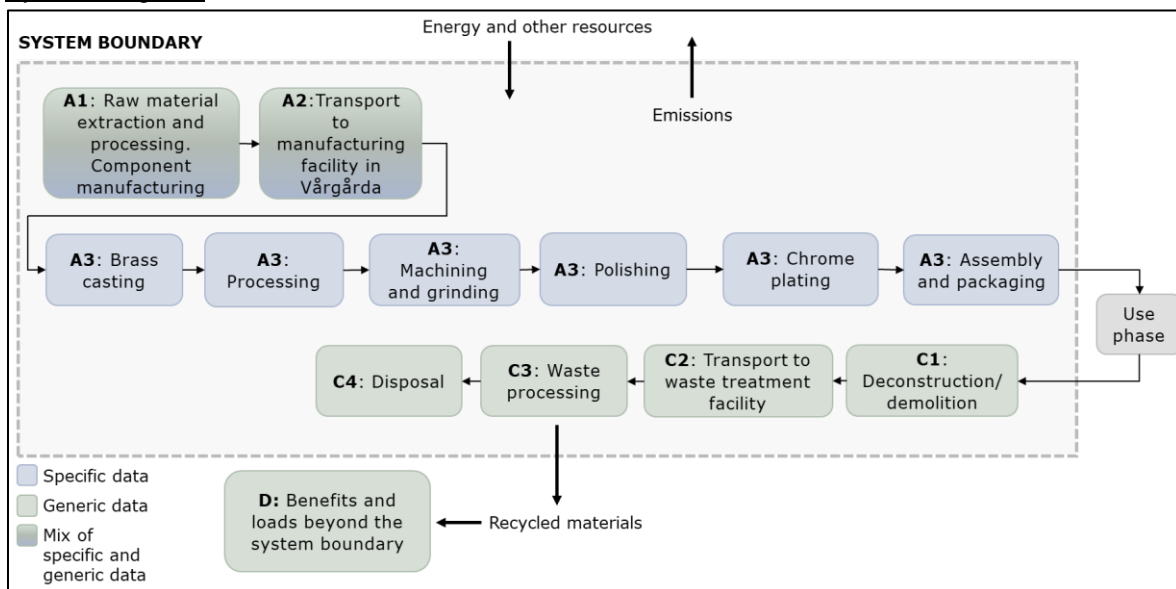 Energy and other resources
SYSTEM BOUNDARY
Emissions
A1: Raw material
extraction and
processing.
Component
manufacturing
A2:Transport
to
manufacturing
facility in
Vårgårda
A3: Brass
casting
A3:
Processing
A3:
Machining
and grinding
A3: Polishing
A3: Chrome
plating
A3: Assembly
and packaging
Use
phase
C1:
Deconstruction/
demolition
C2: Transport to
waste treatment
facility
C3: Waste
processing
C4: Disposal
Specific data
Generic data
Mix of
specific and
generic data
D: Benefits and
loads beyond the
system boundary
Recycled materials